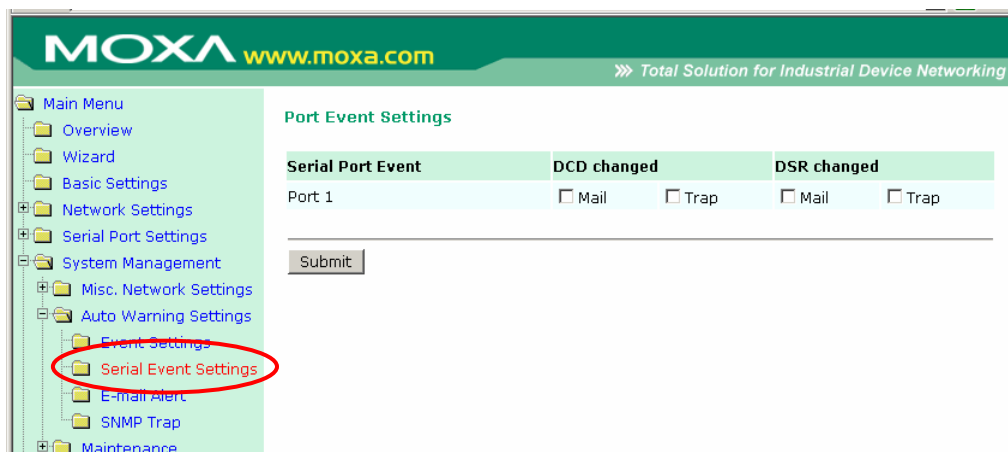 MOXA www.moxa.com
Total Solution for Industrial Device Networking
Main Menu
Overview
Wizard
Basic Settings
Network Settings
Serial Port Settings
System Management
Misc. Network Settings
Auto Warning Settings
Event Settings
Serial Event Settings
E-mail Alert
SNMP Trap
Maintenance
Port Event Settings
Serial Port Event DCD changed DSR changed
Port 1 Mail Trap Mail Trap
Submit